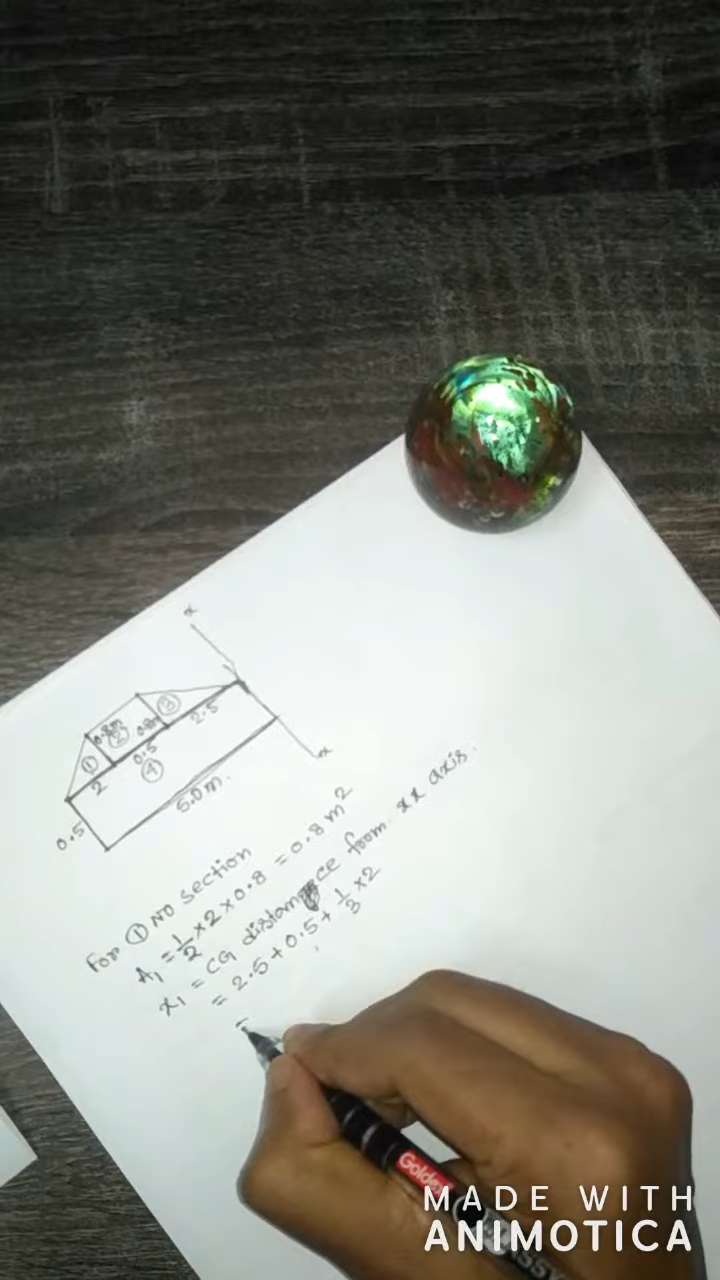 x
0.8m
0.8m
①
②
③
2
0.5
2.5
④
0.5
5.0m.
x
For ① NO section
A₁ = 1/2 × 2 × 0.8 = 0.8 m²
x₁ = CG distance from xx axis.
= 2.5 + 0.5 + 1/3 × 2
=
Golden
MADE WITH
ANIMOTICA